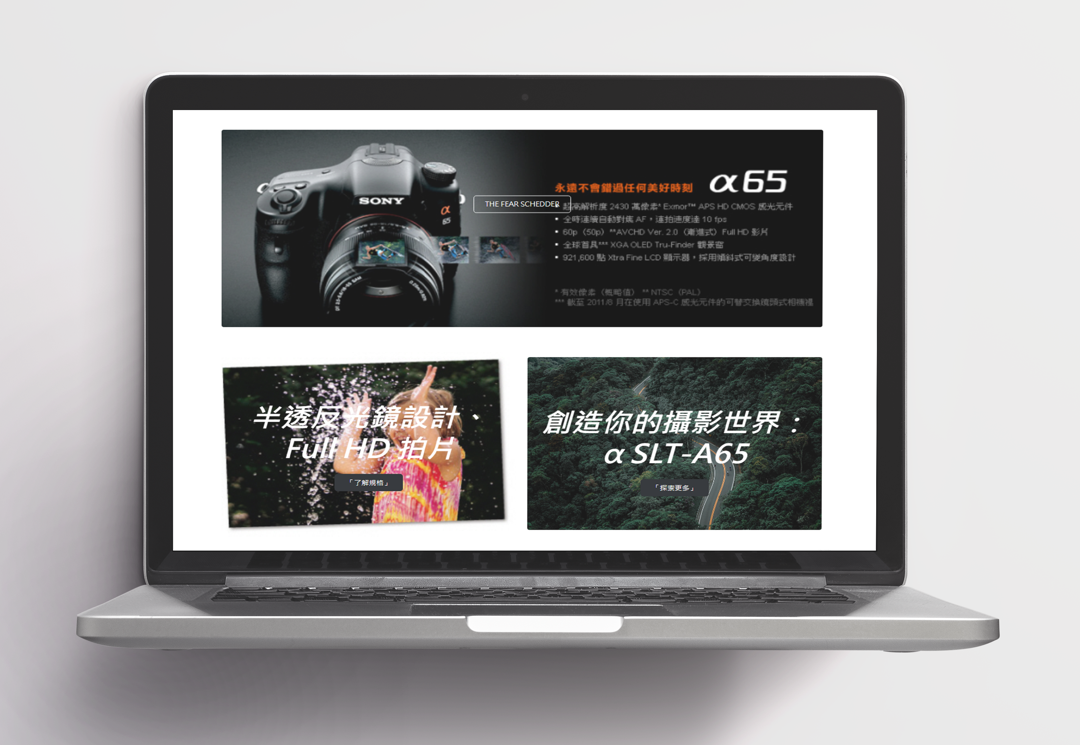 SONY
α
65
THE FEAR SCHEDDER
永遠不會錯過任何美好時刻
α65
超高解析度 2430 萬像素* Exmor™ APS HD CMOS 感光元件
全時連續自動對焦 AF，連拍速度達 10 fps
60p（50p）**AVCHD Ver. 2.0（漸進式）Full HD 影片
全球首具*** XGA OLED Tru-Finder 觀景窗
921,600 點 Xtra Fine LCD 顯示器，採用傾斜式可變角度設計
* 有效像素（概略值） ** NTSC（PAL）
*** 截至 2011/8 月在使用 APS-C 感光元件的可替交換鏡頭式相機
半透反光鏡設計、
Full HD 拍片
「了解規格」
創造你的攝影世界：
α SLT-A65
「探索更多」